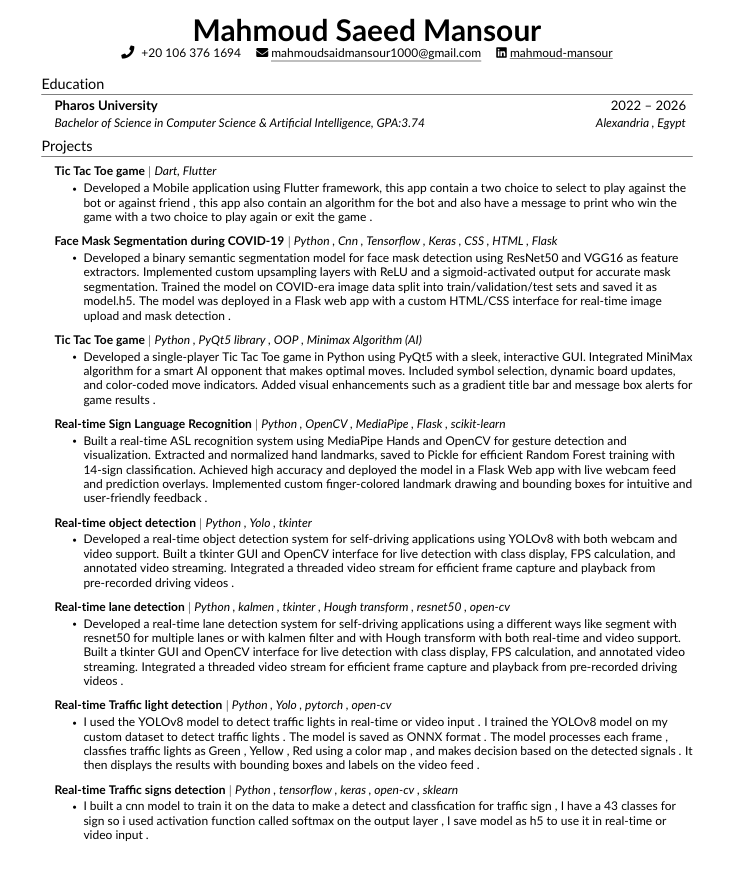 Mahmoud Saeed Mansour
+20 106 376 1694 mahmoudsaidmansour1000@gmail.com mahmoud-mansour
Education
Pharos University 2022 – 2026
Bachelor of Science in Computer Science & Artificial Intelligence, GPA:3.74 Alexandria , Egypt
Projects
Tic Tac Toe game | Dart, Flutter
• Developed a Mobile application using Flutter framework, this app contain a two choice to select to play against the
bot or against friend , this app also contain an algorithm for the bot and also have a message to print who win the
game with a two choice to play again or exit the game .
Face Mask Segmentation during COVID-19 | Python , Cnn , Tensorflow , Keras , CSS , HTML , Flask
• Developed a binary semantic segmentation model for face mask detection using ResNet50 and VGG16 as feature
extractors. Implemented custom upsampling layers with ReLU and a sigmoid-activated output for accurate mask
segmentation. Trained the model on COVID-era image data split into train/validation/test sets and saved it as
model.h5. The model was deployed in a Flask web app with a custom HTML/CSS interface for real-time image
upload and mask detection .
Tic Tac Toe game | Python , PyQt5 library , OOP , Minimax Algorithm (AI)
• Developed a single-player Tic Tac Toe game in Python using PyQt5 with a sleek, interactive GUI. Integrated MiniMax
algorithm for a smart AI opponent that makes optimal moves. Included symbol selection, dynamic board updates,
and color-coded move indicators. Added visual enhancements such as a gradient title bar and message box alerts for
game results .
Real-time Sign Language Recognition | Python , OpenCV , MediaPipe , Flask , scikit-learn
• Built a real-time ASL recognition system using MediaPipe Hands and OpenCV for gesture detection and
visualization. Extracted and normalized hand landmarks, saved to Pickle for efficient Random Forest training with
14-sign classification. Achieved high accuracy and deployed the model in a Flask Web app with live webcam feed
and prediction overlays. Implemented custom finger-colored landmark drawing and bounding boxes for intuitive and
user-friendly feedback .
Real-time object detection | Python , Yolo , tkinter
• Developed a real-time object detection system for self-driving applications using YOLOv8 with both webcam and
video support. Built a tkinter GUI and OpenCV interface for live detection with class display, FPS calculation, and
annotated video streaming. Integrated a threaded video stream for efficient frame capture and playback from
pre-recorded driving videos .
Real-time lane detection | Python , kalmen , tkinter , Hough transform , resnet50 , open-cv
• Developed a real-time lane detection system for self-driving applications using a different ways like segment with
resnet50 for multiple lanes or with kalmen filter and with Hough transform with both real-time and video support.
Built a tkinter GUI and OpenCV interface for live detection with class display, FPS calculation, and annotated video
streaming. Integrated a threaded video stream for efficient frame capture and playback from pre-recorded driving
videos .
Real-time Traffic light detection | Python , Yolo , pytorch , open-cv
• I used the YOLOv8 model to detect traffic lights in real-time or video input . I trained the YOLOv8 model on my
custom dataset to detect traffic lights . The model is saved as ONNX format . The model processes each frame ,
classfies traffic lights as Green , Yellow , Red using a color map , and makes decision based on the detected signals . It
then displays the results with bounding boxes and labels on the video feed .
Real-time Traffic signs detection | Python , tensorflow , keras , open-cv , sklearn
• I built a cnn model to train it on the data to make a detect and classfication for traffic sign , I have a 43 classes for
sign so i used activation function called softmax on the output layer , I save model as h5 to use it in real-time or
video input .